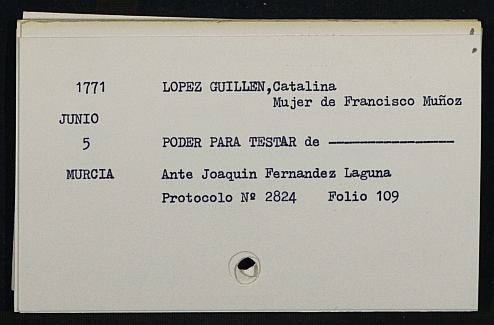 1771 LOPEZ GUILLEN,Catalina
Mujer de Francisco Muñoz
JUNIO
5 PODER PARA TESTAR de ----------------
MURCIA Ante Joaquin Fernandez Laguna
Protocolo Nº 2824 Folio 109